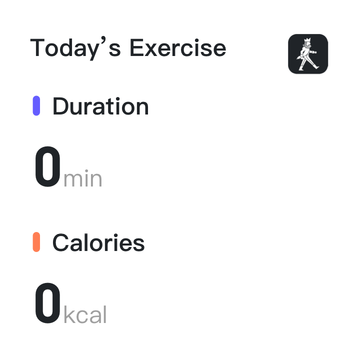 Today’s Exercise
Duration
0min
Calories
0kcal